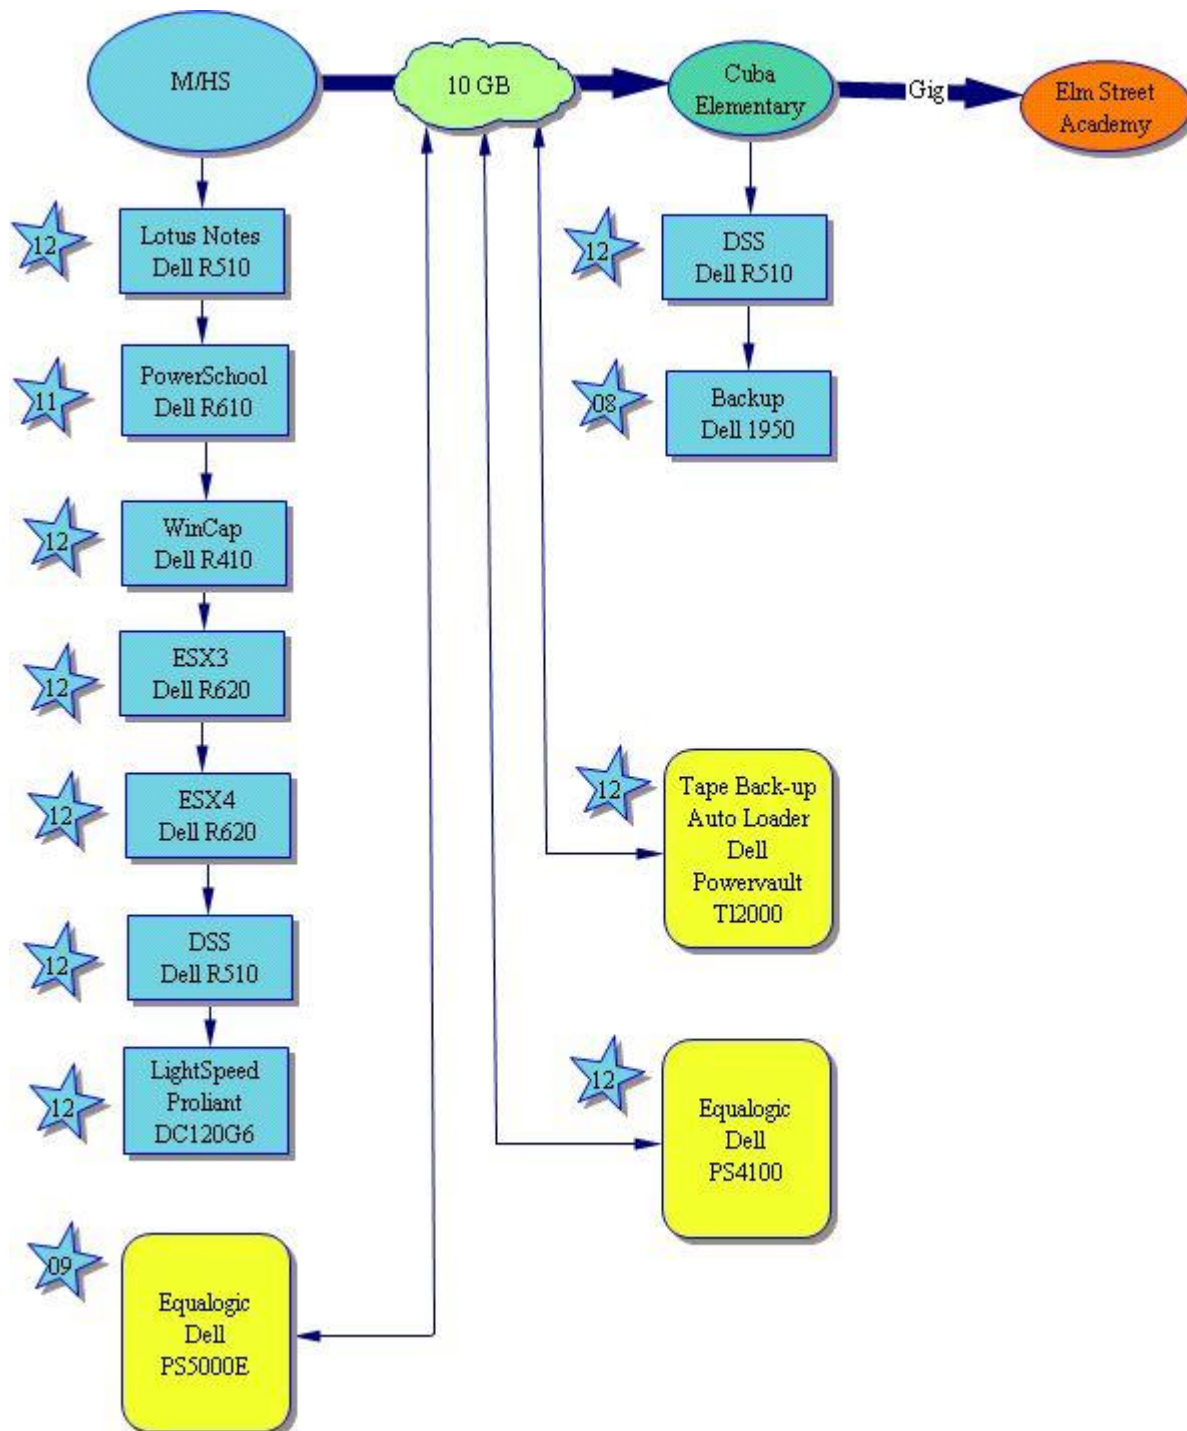 M/HS
10 GB
Cuba
Elementary
Gig
Elm Street
Academy
12
Lotus Notes
Dell R510
12
DSS
Dell R510
11
PowerSchool
Dell R610
08
Backup
Dell 1950
12
WinCap
Dell R410
12
ESX3
Dell R620
12
ESX4
Dell R620
12
Tape Back-up
Auto Loader
Dell
Powervault
Tl2000
12
DSS
Dell R510
12
LightSpeed
Proliant
DC120G6
12
Equalogic
Dell
PS4100
09
Equalogic
Dell
PS5000E